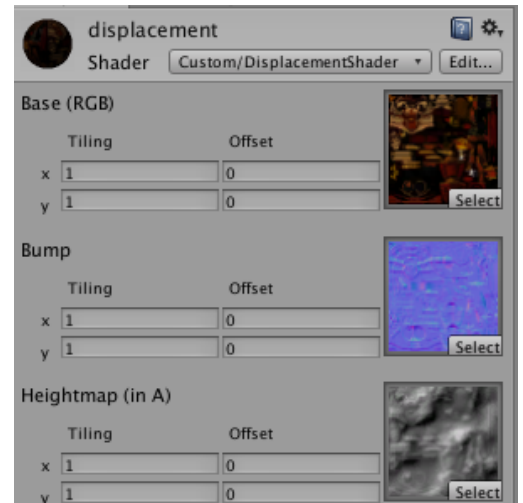 displacement
Shader Custom/DisplacementShader Edit...
Base (RGB)
Tiling Offset
x 1 0
y 1 0
Select
Bump
Tiling Offset
x 1 0
y 1 0
Select
Heightmap (in A)
Tiling Offset
x 1 0
y 1 0
Select